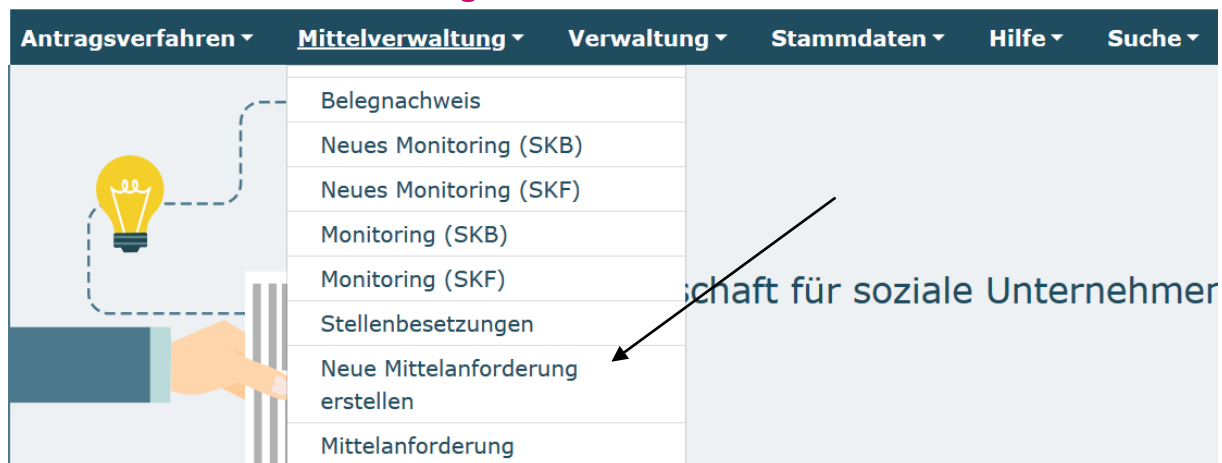 Antragsverfahren Mittelverwaltung Verwaltung Stammdaten Hilfe Suche
Belegnachweis
Neues Monitoring (SKB)
Neues Monitoring (SKF)
Monitoring (SKB)
Monitoring (SKF)
schaft für soziale Unternehmen
Stellenbesetzungen
Neue Mittelanforderung
erstellen
Mittelanforderung